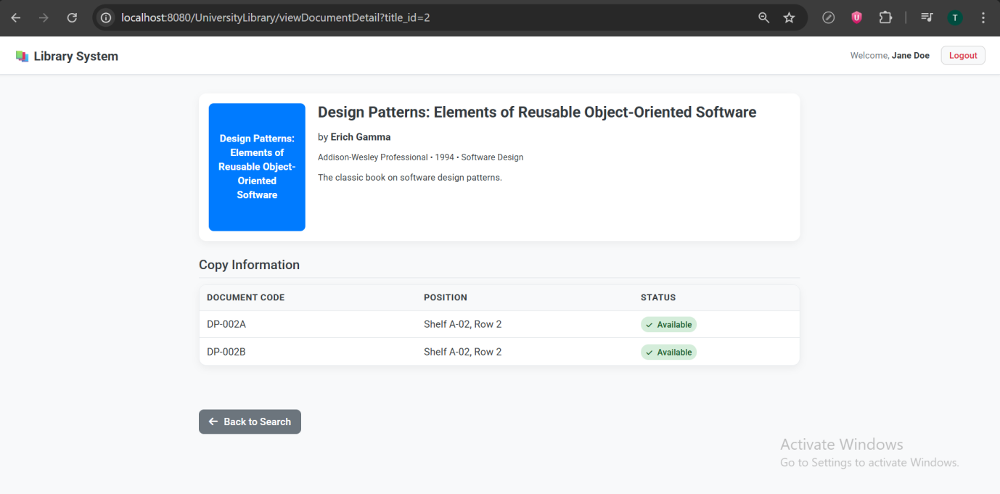 localhost:8080/UniversityLibrary/viewDocumentDetail?title_id=2
T
Library System
Welcome, Jane Doe
Logout
Design Patterns:
Elements of
Reusable Object-
Oriented
Software
Design Patterns: Elements of Reusable Object-Oriented Software
by Erich Gamma
Addison-Wesley Professional • 1994 • Software Design
The classic book on software design patterns.
Copy Information
DOCUMENT CODE POSITION STATUS
DP-002A Shelf A-02, Row 2 ✓ Available
DP-002B Shelf A-02, Row 2 ✓ Available
← Back to Search
Activate Windows
Go to Settings to activate Windows.